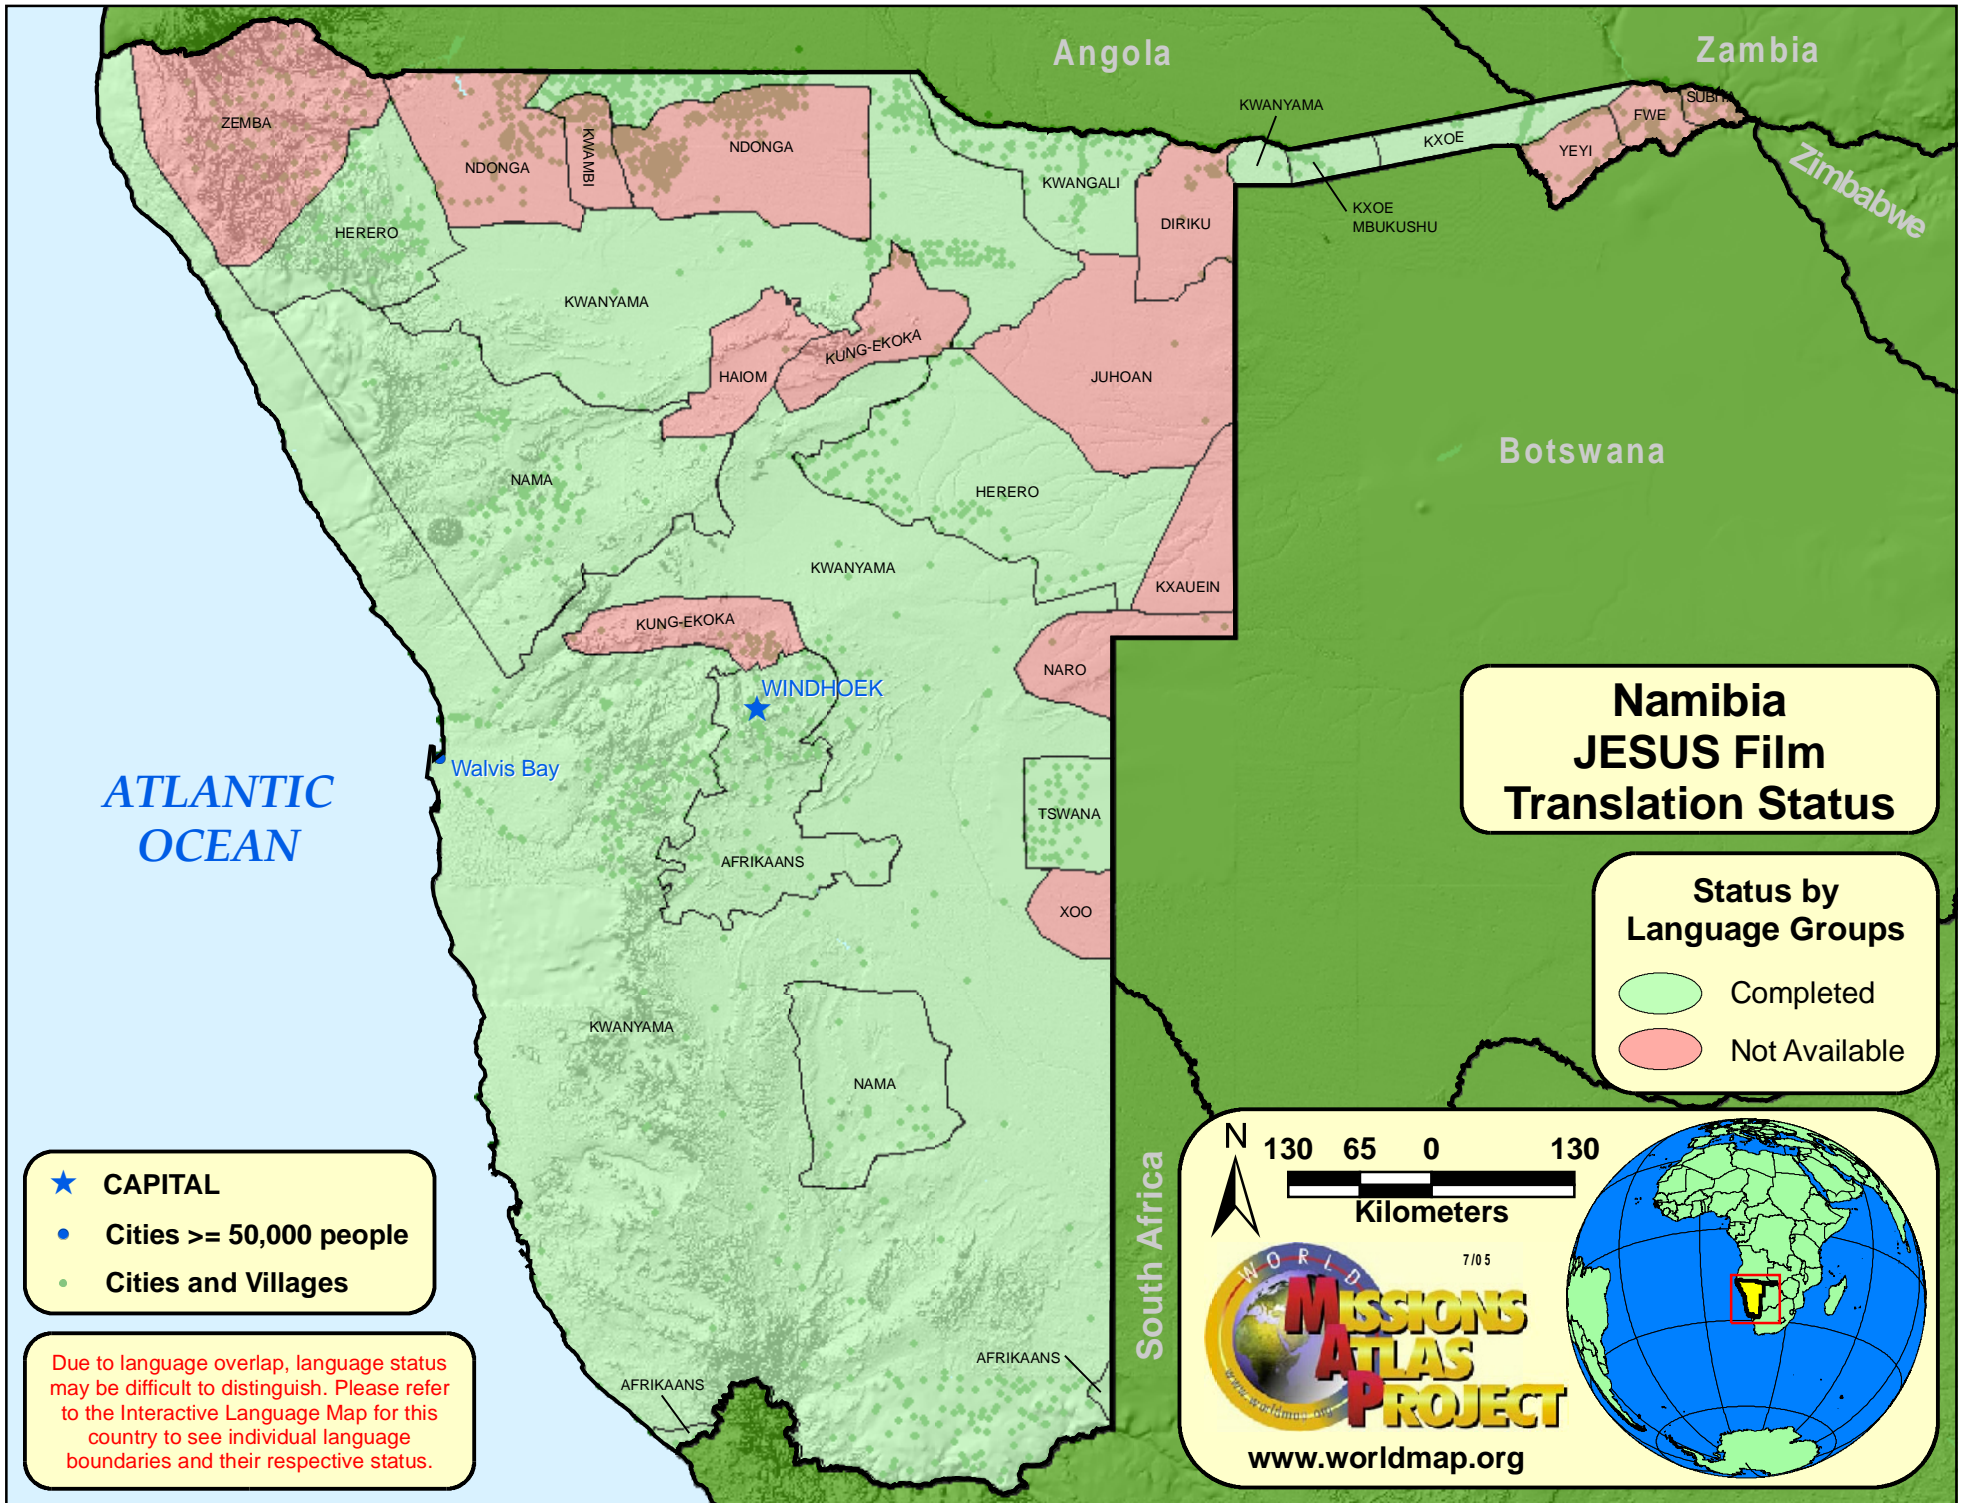 Angola
Zambia
Zimbabwe
Botswana
South Africa
ATLANTIC
OCEAN
ZEMBA
HERERO
NDONGA
KWAMBI
NDONGA
KWANGALI
DIRIKU
KWANYAMA
KXOE
MBUKUSHU
KXOE
YEYI
FWE
SUBIA
KWANYAMA
HAIOM
KUNG-EKOKA
JUHOAN
NAMA
HERERO
KWANYAMA
KXAUEIN
KUNG-EKOKA
NARO
WINDHOEK
Walvis Bay
TSWANA
AFRIKAANS
XOO
KWANYAMA
NAMA
AFRIKAANS
AFRIKAANS
Namibia
JESUS Film
Translation Status
Status by
Language Groups
Completed
Not Available
CAPITAL
Cities >= 50,000 people
Cities and Villages
Due to language overlap, language status
may be difficult to distinguish. Please refer
to the Interactive Language Map for this
country to see individual language
boundaries and their respective status.
N
130 65 0 130
Kilometers
7/05
WORLD
MISSIONS
ATLAS
PROJECT
www.worldmap.org
www.worldmap.org